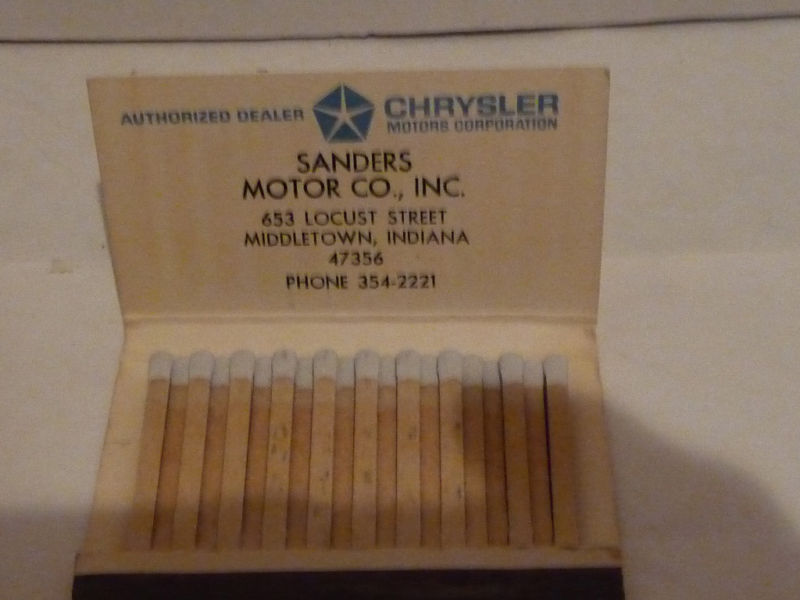 AUTHORIZED DEALER CHRYSLER
MOTORS CORPORATION
SANDERS
MOTOR CO., INC.
653 LOCUST STREET
MIDDLETOWN, INDIANA
47356
PHONE 354-2221